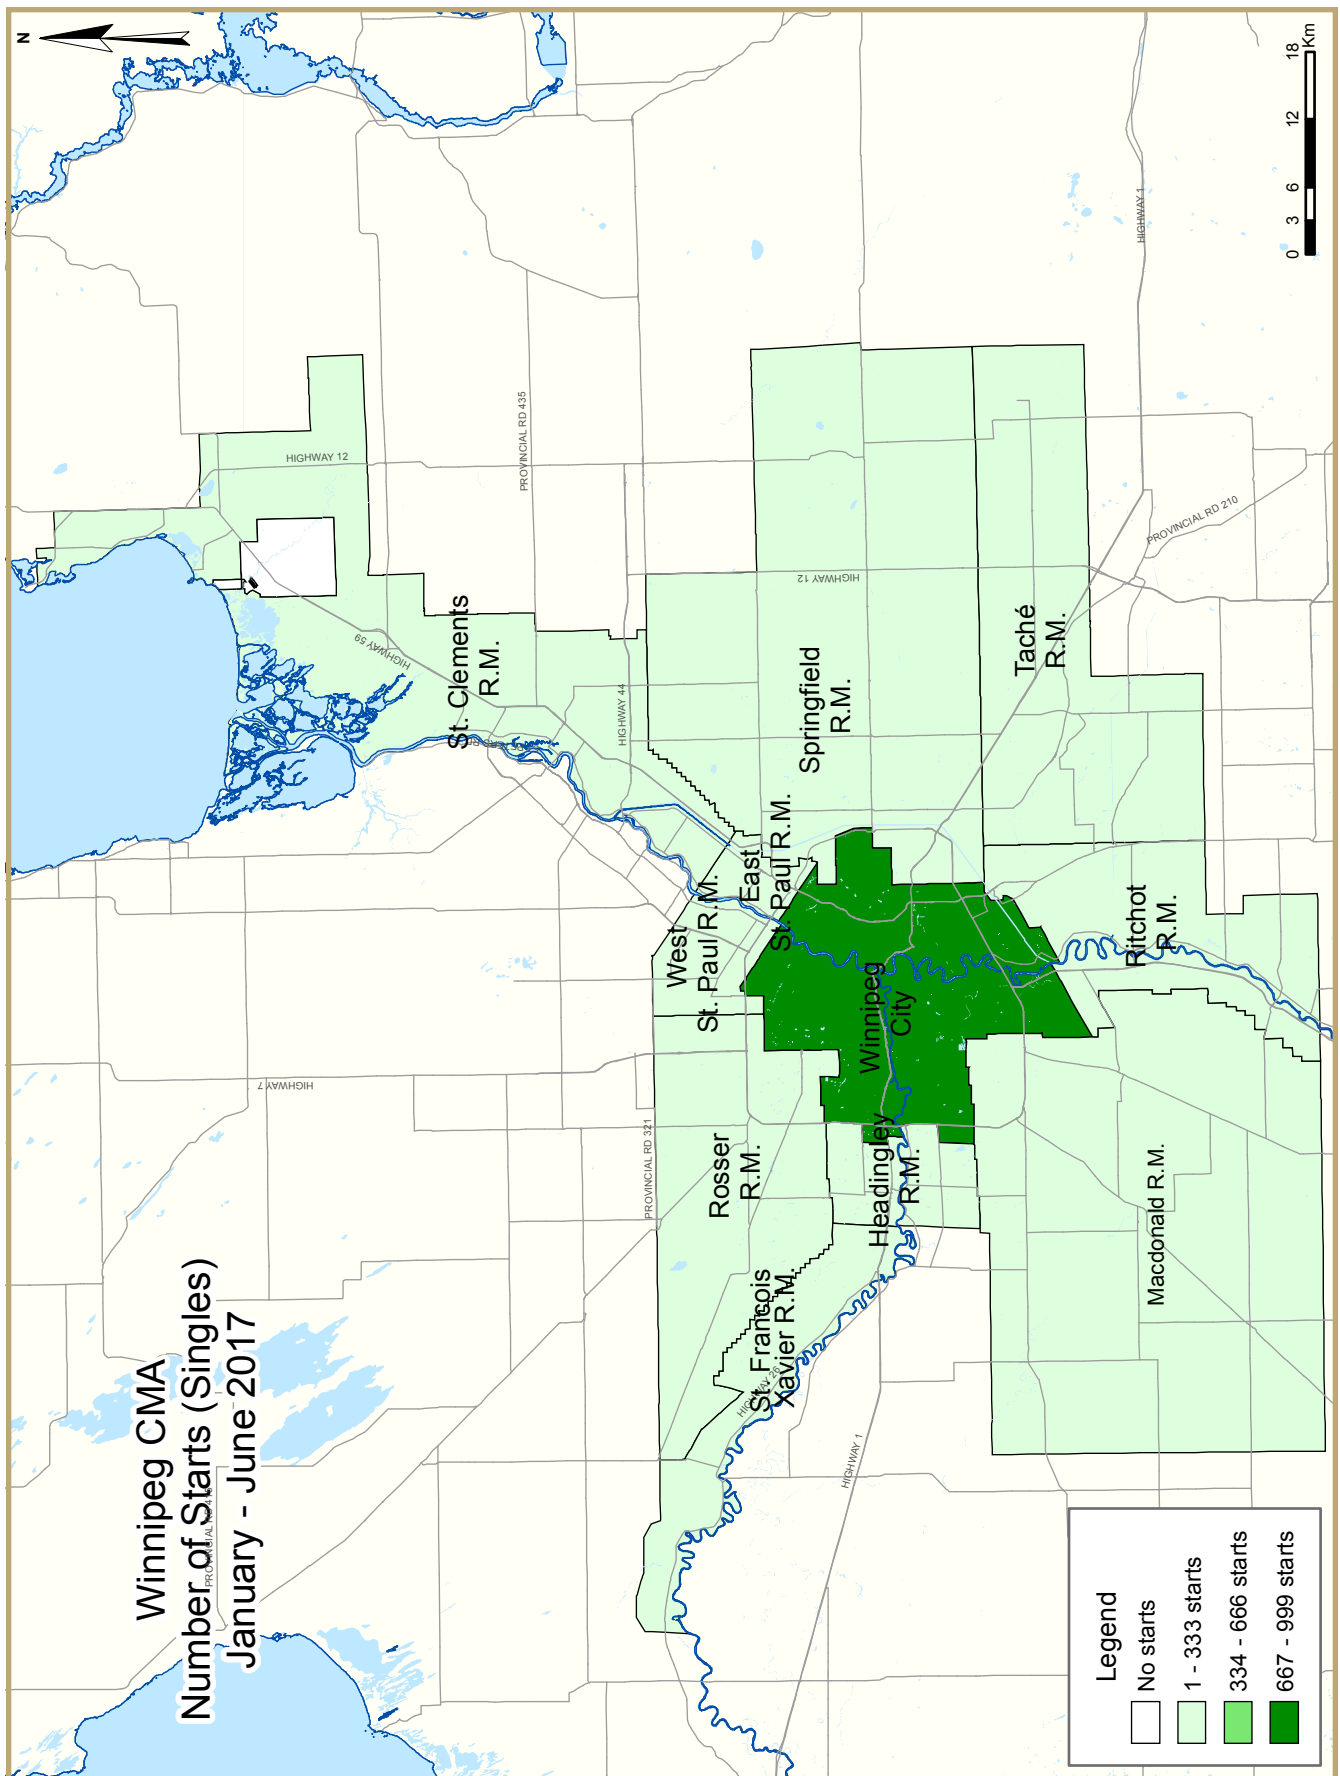 Winnipeg CMA
Number of Starts (Singles)
January - June 2017
N
HIGHWAY 12
PROVINCIAL RD 435
HIGHWAY 59
St. Clements
R.M.
HIGHWAY 44
HIGHWAY 7
PROVINCIAL RD 321
HIGHWAY 12
HIGHWAY 1
PROVINCIAL RD 210
Springfield
R.M.
Taché
R.M.
East
St. Paul R.M.
West
St. Paul R.M.
Winnipeg
City
Ritchot
R.M.
Rosser
R.M.
Headingley
R.M.
St. François
Xavier R.M.
HIGHWAY 26
HIGHWAY 1
Macdonald R.M.
Legend
No starts
1 - 333 starts
334 - 666 starts
667 - 999 starts
0 3 6 12 18
Km